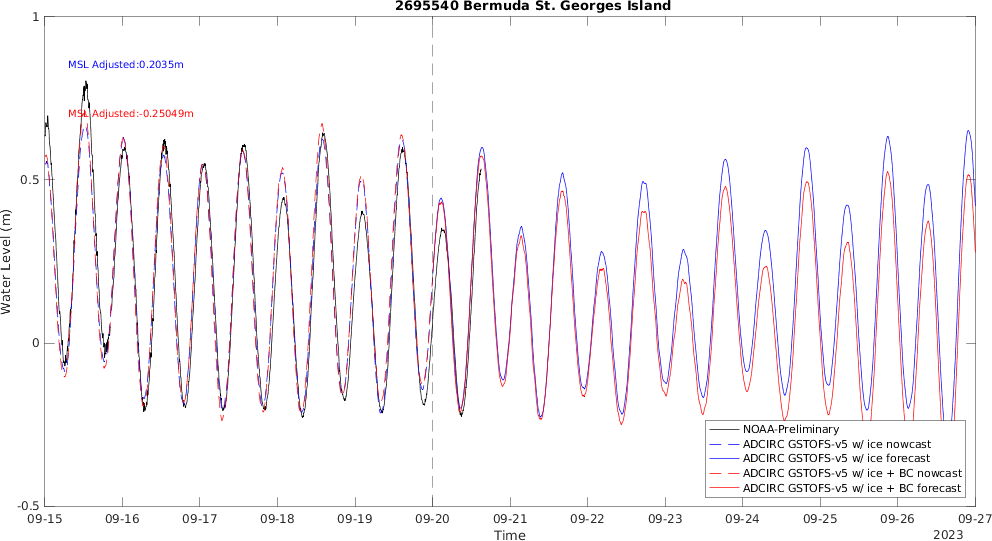 2695540 Bermuda St. Georges Island
1
MSL Adjusted:0.2035m
MSL Adjusted:-0.25049m
0.5
Water Level (m)
0
NOAA-Preliminary
ADCIRC GSTOFS-v5 w/ ice nowcast
ADCIRC GSTOFS-v5 w/ ice forecast
ADCIRC GSTOFS-v5 w/ ice + BC nowcast
ADCIRC GSTOFS-v5 w/ ice + BC forecast
-0.5
09-15 09-16 09-17 09-18 09-19 09-20 09-21 09-22 09-23 09-24 09-25 09-26 09-27
Time
2023